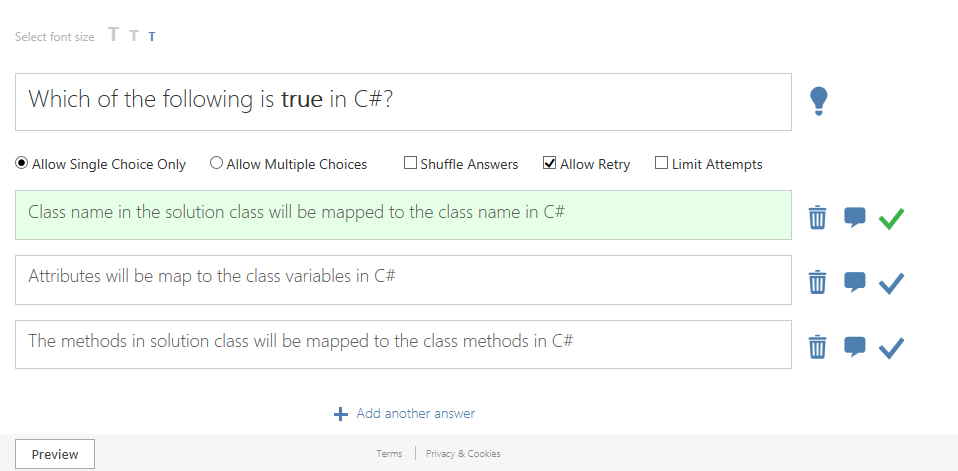 Select font size T T T
Which of the following is true in C#?
Allow Single Choice Only Allow Multiple Choices Shuffle Answers Allow Retry Limit Attempts
Class name in the solution class will be mapped to the class name in C#
Attributes will be map to the class variables in C#
The methods in solution class will be mapped to the class methods in C#
Add another answer
Preview Terms Privacy & Cookies